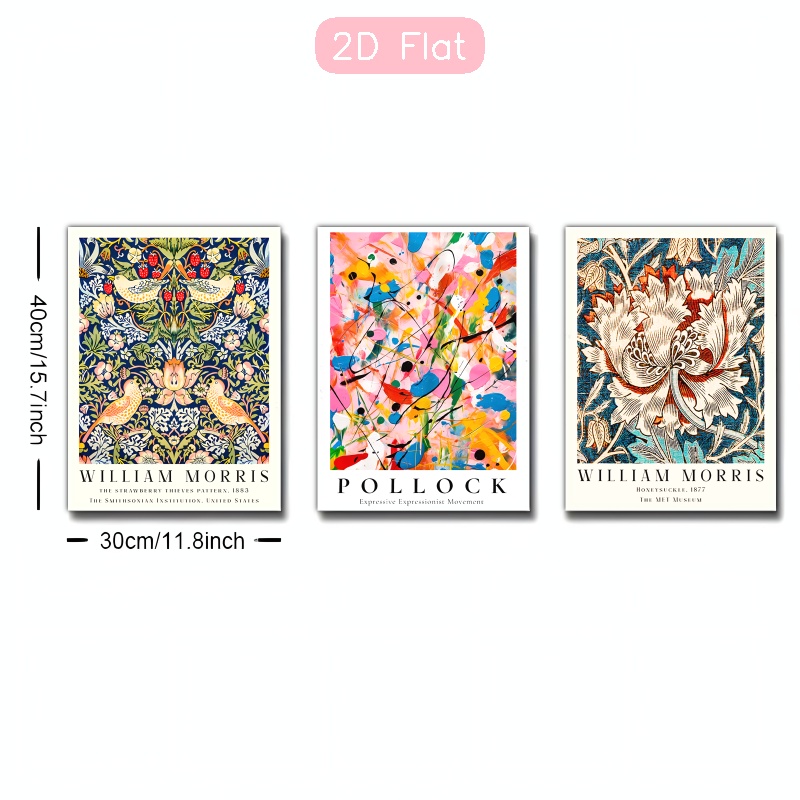 2D Flat
40cm/15.7inch
WILLIAM MORRIS
THE STRAWBERRY THIEVES PATTERN, 1883
THE SMITHSONIAN INSTITUTION, UNITED STATES
POLLOCK
Expressive Expressionist Movement
WILLIAM MORRIS
HONEYSUCKLE, 1877
THE MET MUSEUM
30cm/11.8inch